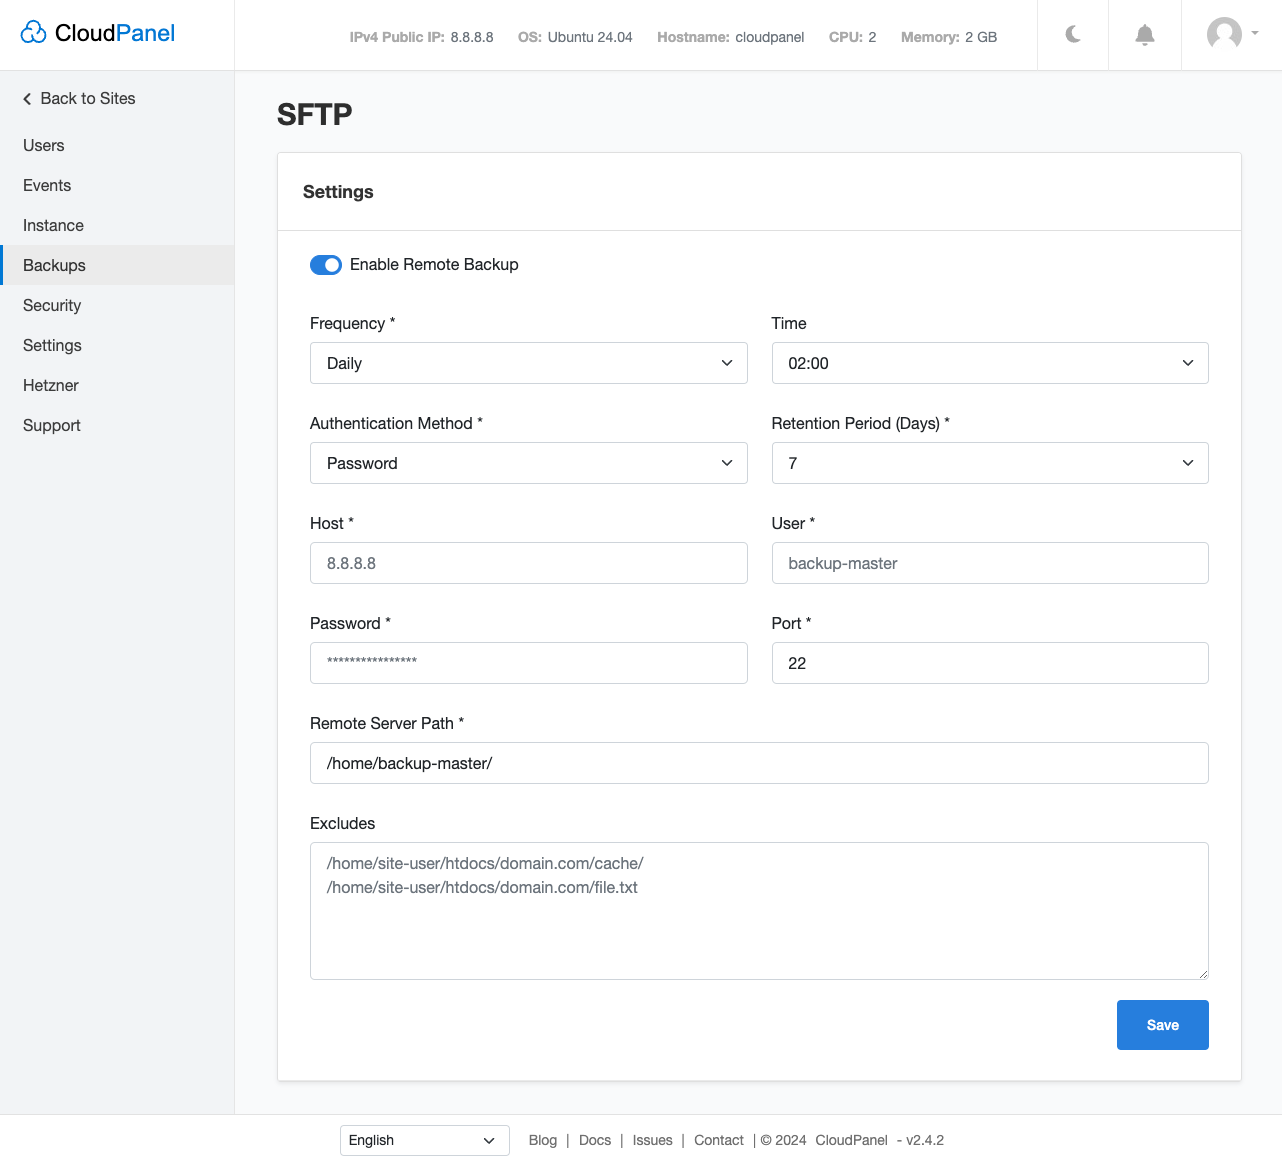 CloudPanel
IPv4 Public IP: 8.8.8.8 OS: Ubuntu 24.04 Hostname: cloudpanel CPU: 2 Memory: 2 GB
Back to Sites
Users
Events
Instance
Backups
Security
Settings
Hetzner
Support
SFTP
Settings
Enable Remote Backup
Frequency *
Daily
Time
02:00
Authentication Method *
Password
Retention Period (Days) *
7
Host *
8.8.8.8
User *
backup-master
Password *
****************
Port *
22
Remote Server Path *
/home/backup-master/
Excludes
/home/site-user/htdocs/domain.com/cache/
/home/site-user/htdocs/domain.com/file.txt
Save
English
Blog | Docs | Issues | Contact | © 2024 CloudPanel - v2.4.2